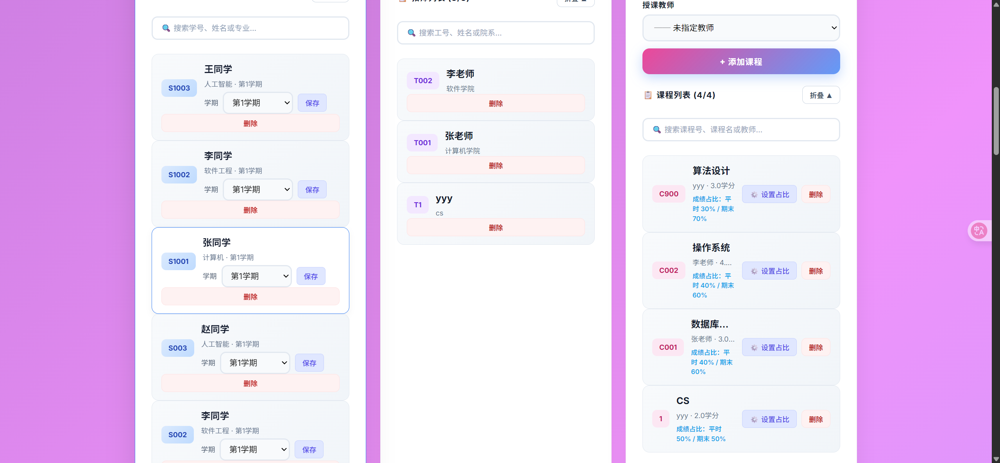 搜索学号、姓名或专业...
王同学
S1003
人工智能 · 第1学期
学期 第1学期 保存
删除
李同学
S1002
软件工程 · 第1学期
学期 第1学期 保存
删除
张同学
S1001
计算机 · 第1学期
学期 第1学期 保存
删除
赵同学
S003
人工智能 · 第1学期
学期 第1学期 保存
删除
李同学
S002
软件工程 · 第1学期
学期 第1学期 保存
搜索工号、姓名或院系...
李老师
T002
软件学院
删除
张老师
T001
计算机学院
删除
yyy
T1
cs
删除
授课教师
—— 未指定教师
+ 添加课程
课程列表 (4/4)
折叠 ▲
搜索课程号、课程名或教师...
算法设计
C900
yyy · 3.0学分
成绩占比：平
时 30% / 期末
70%
设置占比 删除
操作系统
C002
李老师 · 4....
成绩占比：平
时 40% / 期末
60%
设置占比 删除
数据库...
C001
张老师 · 3.0...
成绩占比：平
时 40% / 期末
60%
设置占比 删除
CS
1
yyy · 2.0学分
成绩占比：平时
50% / 期末 50%
设置占比 删除